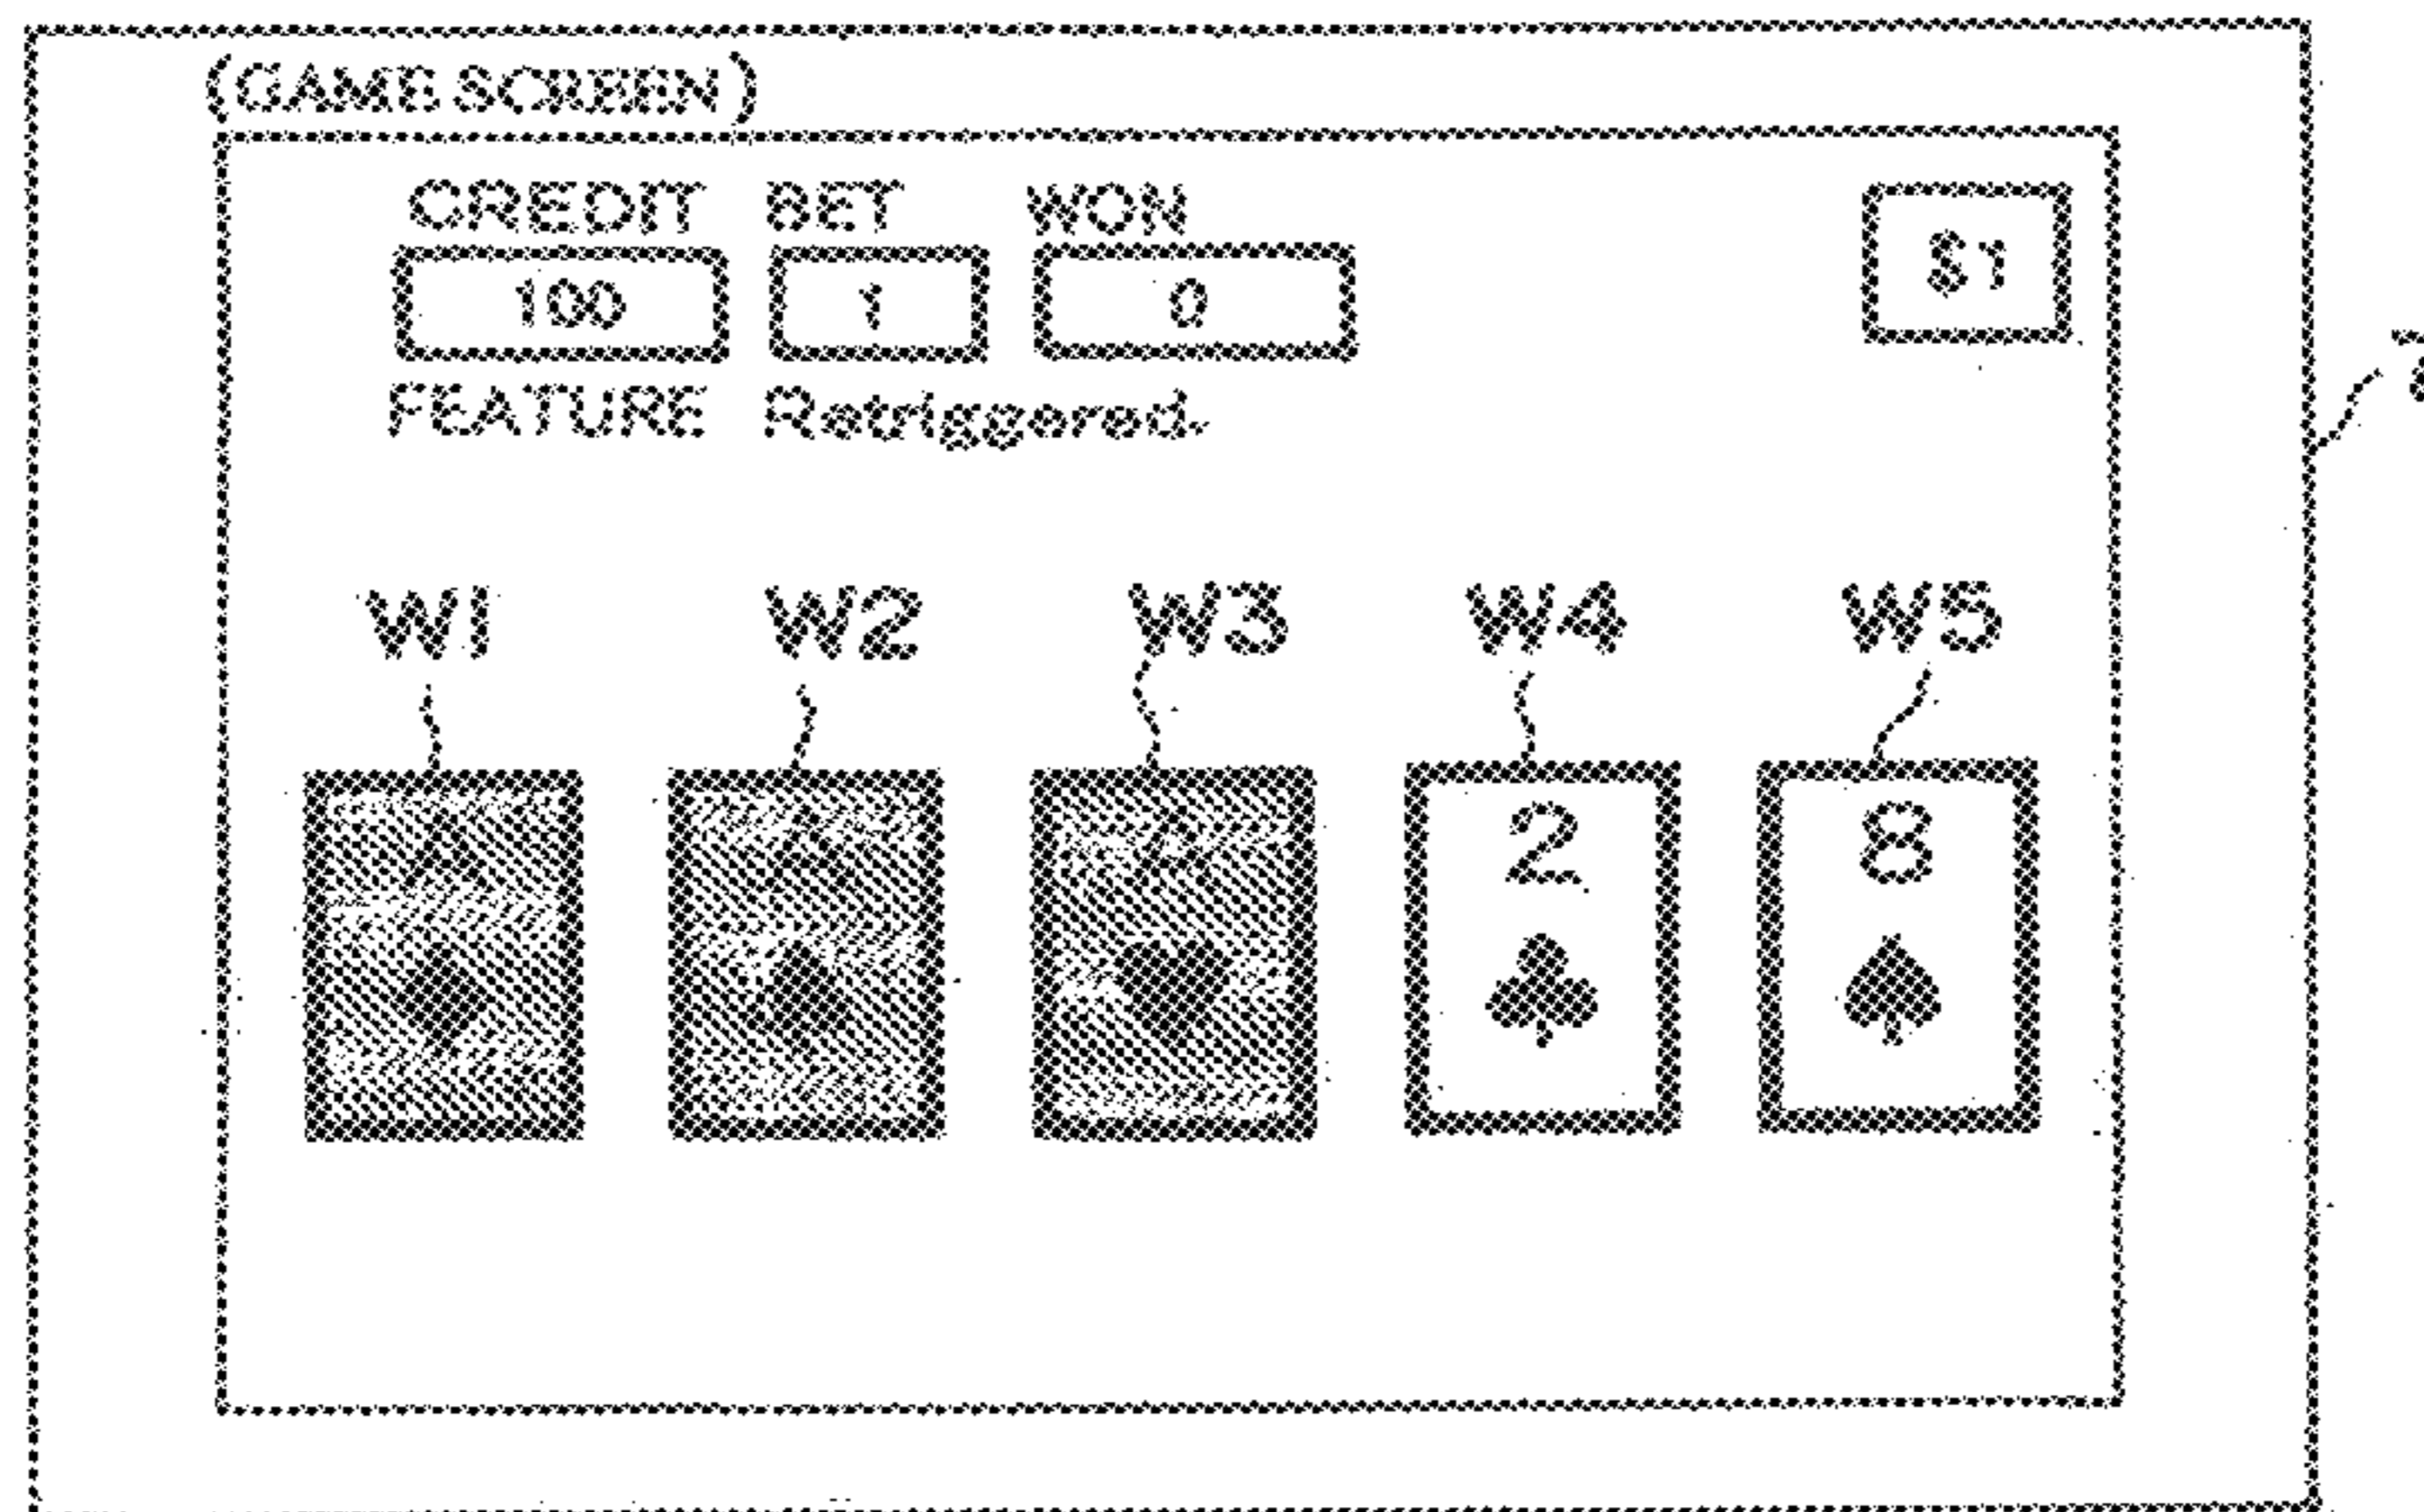 (GAME SCREEN)
CREDIT BET WON
100 1 0
$1
FEATURE Retriggered.
W1 W2 W3 W4 W5
A A A 2 8